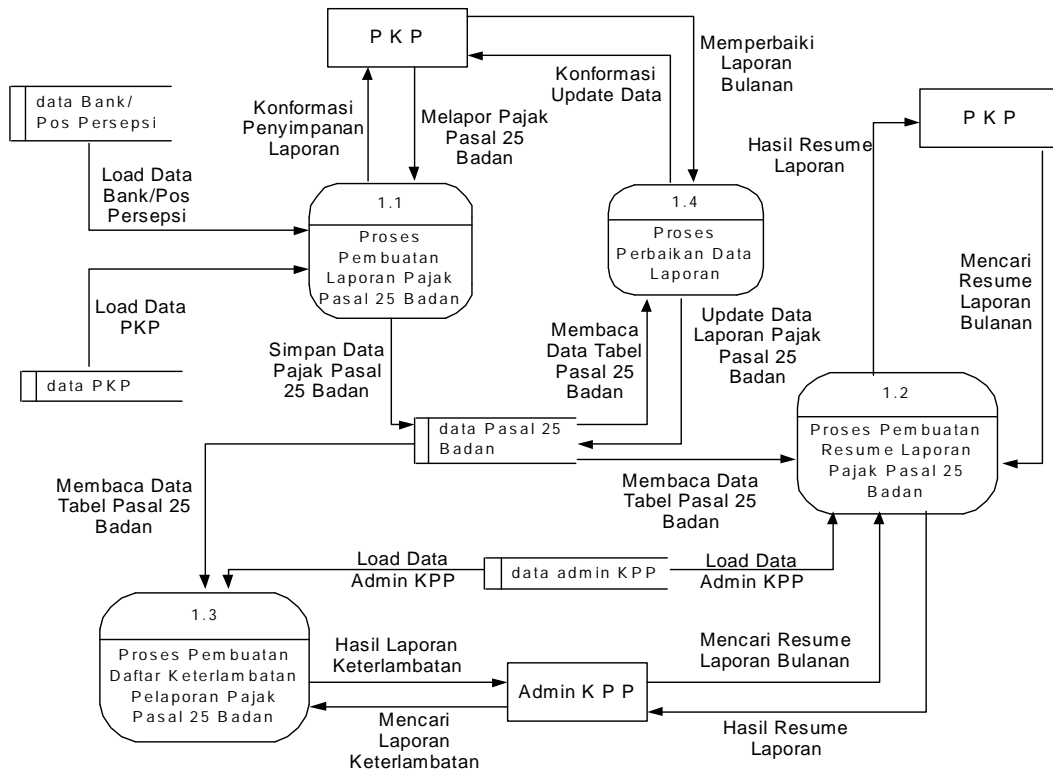 P K P
Memperbaiki
Laporan
Bulanan
Konformasi
Update Data
data Bank/
Pos Persepsi
Konformasi
Penyimpanan
Laporan
Melapor Pajak
Pasal 25
Badan
P K P
Hasil Resume
Laporan
Load Data
Bank/Pos
Persepsi
1.1
Proses
Pembuatan
Laporan Pajak
Pasal 25 Badan
1.4
Proses
Perbaikan Data
Laporan
Mencari
Resume
Laporan
Bulanan
Load Data
PKP
data PKP
Simpan Data
Pajak Pasal
25 Badan
Membaca
Data Tabel
Pasal 25
Badan
Update Data
Laporan Pajak
Pasal 25
Badan
1.2
Proses Pembuatan
Resume Laporan
Pajak Pasal 25
Badan
data Pasal 25
Badan
Membaca Data
Tabel Pasal 25
Badan
Membaca Data
Tabel Pasal 25
Badan
Load Data
Admin KPP
data admin KPP
Load Data
Admin KPP
1.3
Proses Pembuatan
Daftar Keterlambatan
Pelaporan Pajak
Pasal 25 Badan
Hasil Laporan
Keterlambatan
Admin K P P
Mencari Resume
Laporan Bulanan
Mencari
Laporan
Keterlambatan
Hasil Resume
Laporan